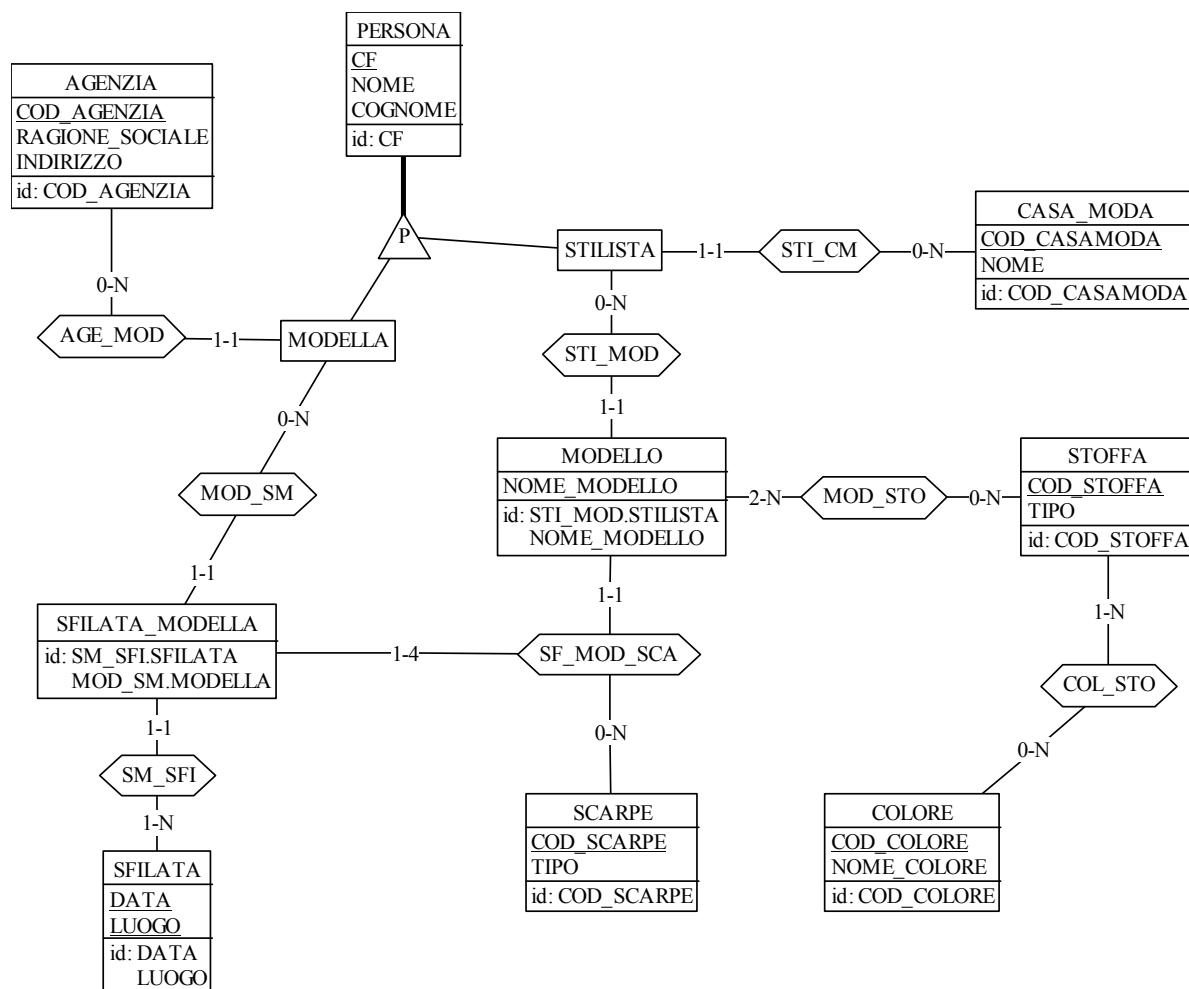 PERSONA
CF
NOME
COGNOME
id: CF
AGENZIA
COD_AGENZIA
RAGIONE_SOCIALE
INDIRIZZO
id: COD_AGENZIA
P
STILISTA
1-1
STI_CM
0-N
CASA_MODA
COD_CASAMODA
NOME
id: COD_CASAMODA
0-N
AGE_MOD
1-1
MODELLA
0-N
STI_MOD
1-1
0-N
MOD_SM
1-1
MODELLO
NOME_MODELLO
id: STI_MOD.STILISTA
NOME_MODELLO
2-N
MOD_STO
0-N
STOFFA
COD_STOFFA
TIPO
id: COD_STOFFA
1-1
1-N
SFILATA_MODELLA
id: SM_SFI.SFILATA
MOD_SM.MODELLA
1-4
SF_MOD_SCA
COL_STO
1-1
SM_SFI
1-N
0-N
0-N
SFILATA
DATA
LUOGO
id: DATA
LUOGO
SCARPE
COD_SCARPE
TIPO
id: COD_SCARPE
COLORE
COD_COLORE
NOME_COLORE
id: COD_COLORE